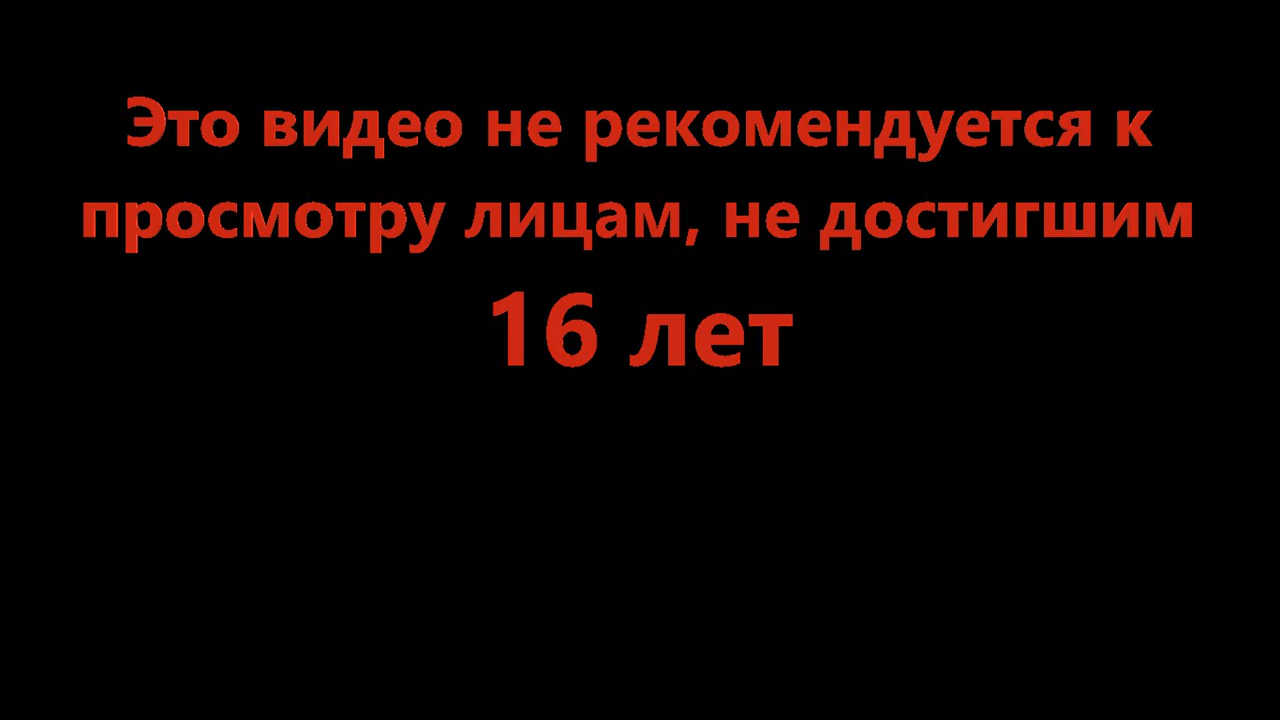 Это видео не рекомендуется к
просмотру лицам, не достигшим
16 лет